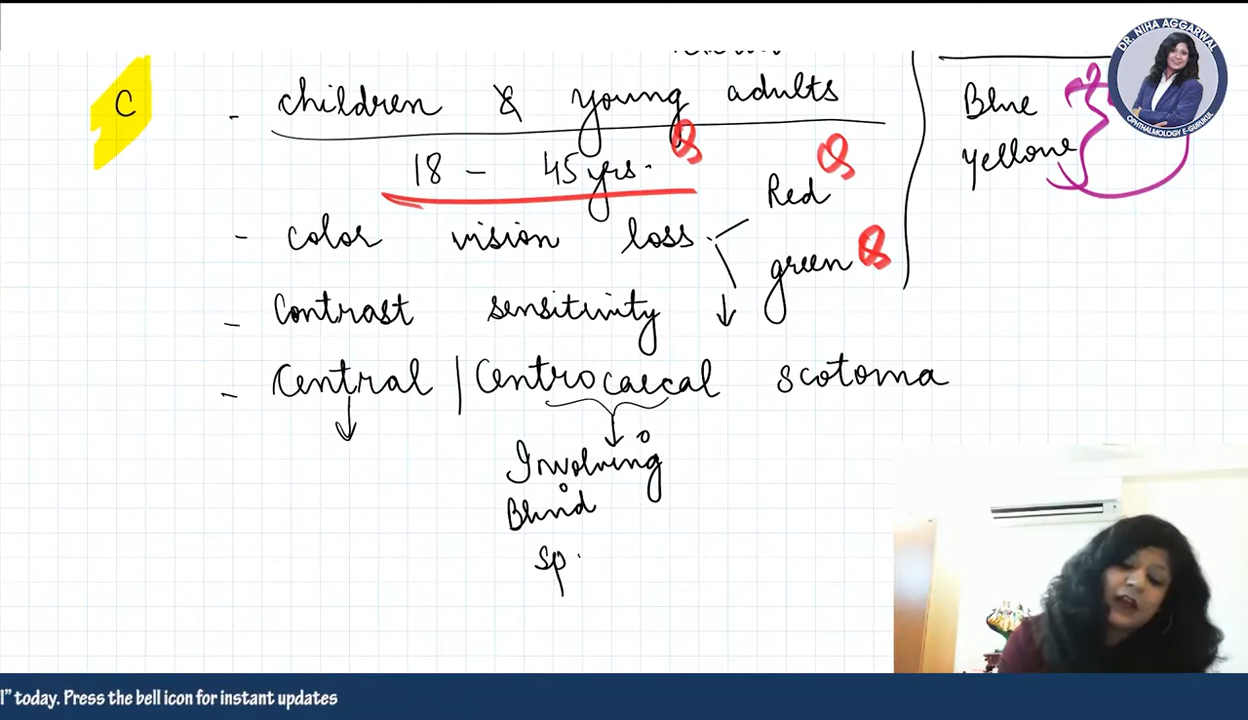 DR. NIHA AGGARWAL
OPHTHALMOLOGY E-GURUKUL
C
- children & young adults
18 - 45 yrs.
Blue
Yellow
- color vision loss
Red
green
- Contrast sensitivity ↓
- Central | Centrocaecal scotoma
Involving
Blind
sp
l" today. Press the bell icon for instant updates